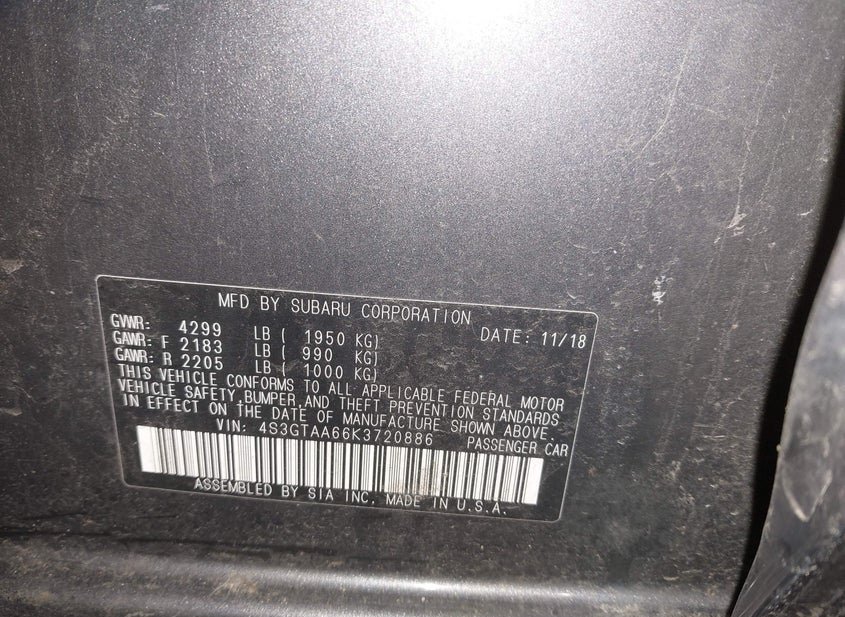 MFD BY SUBARU CORPORATION
GVWR: 4299 LB ( 1950 KG) DATE: 11/18
GAWR: F 2183 LB ( 990 KG)
GAWR: R 2205 LB ( 1000 KG)
THIS VEHICLE CONFORMS TO ALL APPLICABLE FEDERAL MOTOR
VEHICLE SAFETY,BUMPER,AND THEFT PREVENTION STANDARDS
IN EFFECT ON THE DATE OF MANUFACTURE SHOWN ABOVE.
VIN: 4S3GTAA66K3720886 PASSENGER CAR
ASSEMBLED BY SIA INC. MADE IN U.S.A.